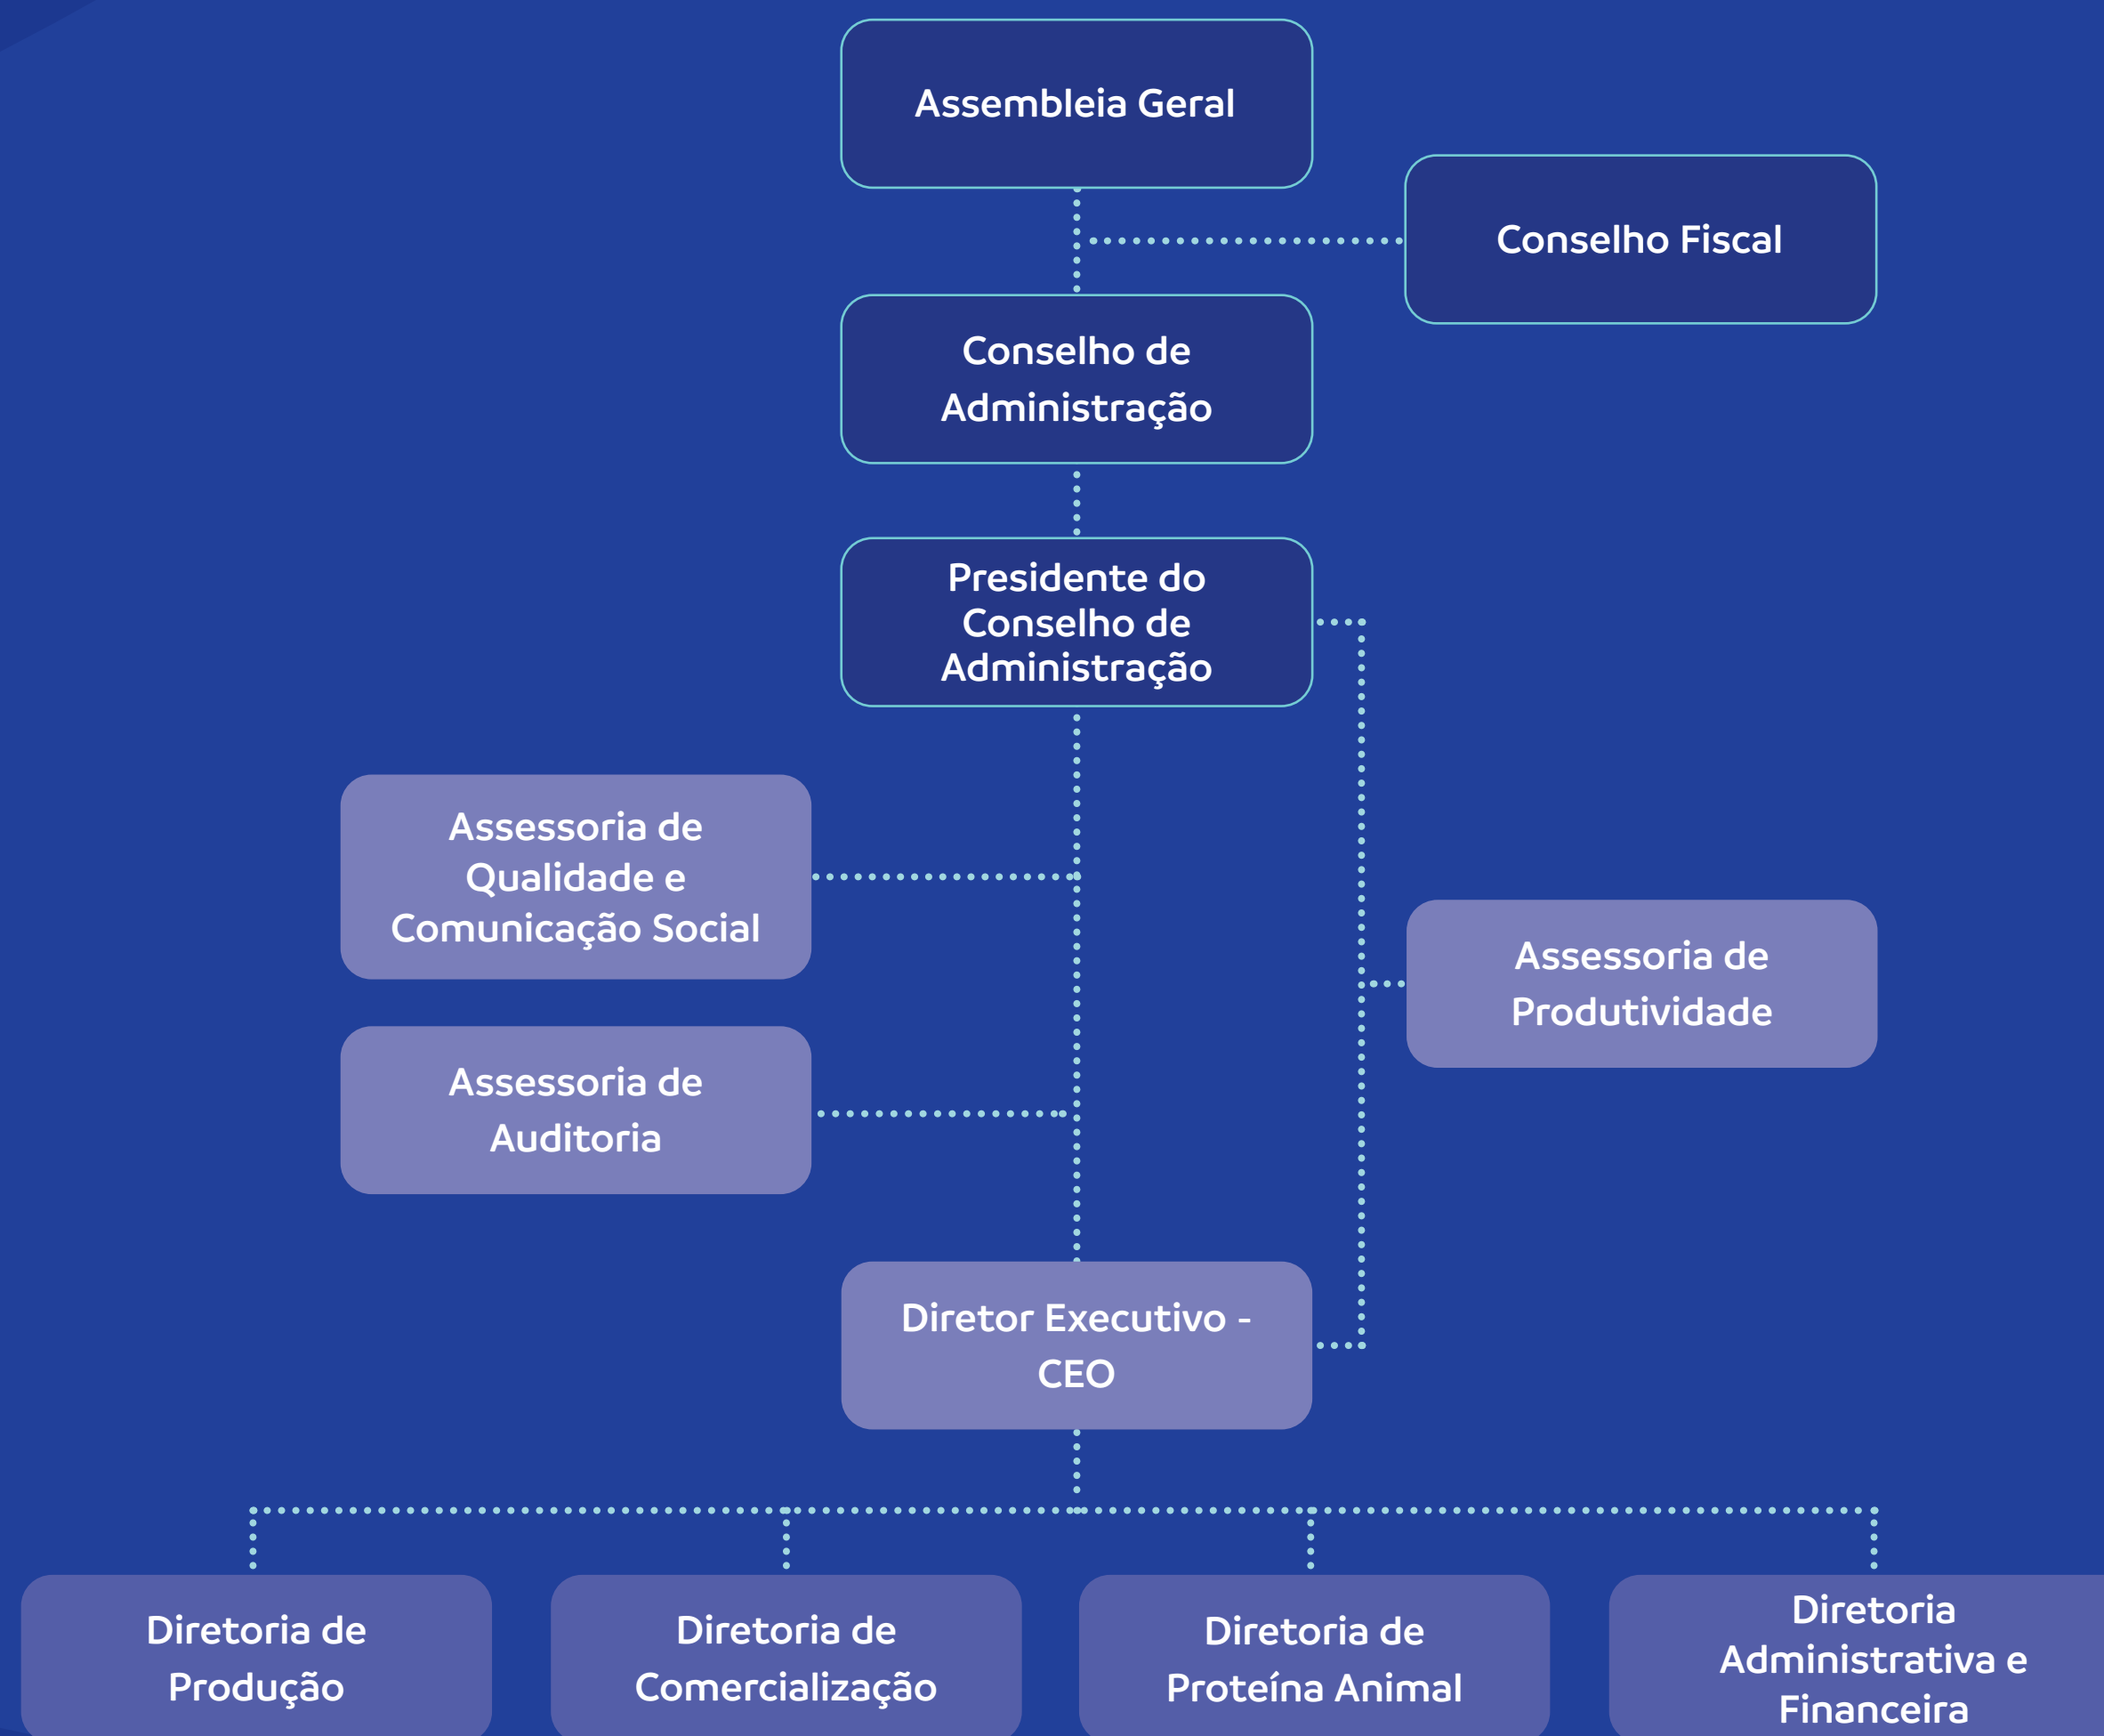 Assembleia Geral
Conselho Fiscal
Conselho de
Administração
Presidente do
Conselho de
Administração
Assessoria de
Qualidade e
Comunicação Social
Assessoria de
Produtividade
Assessoria de
Auditoria
Diretor Executivo -
CEO
Diretoria de
Produção
Diretoria de
Comercialização
Diretoria de
Proteína Animal
Diretoria
Administrativa e
Financeira